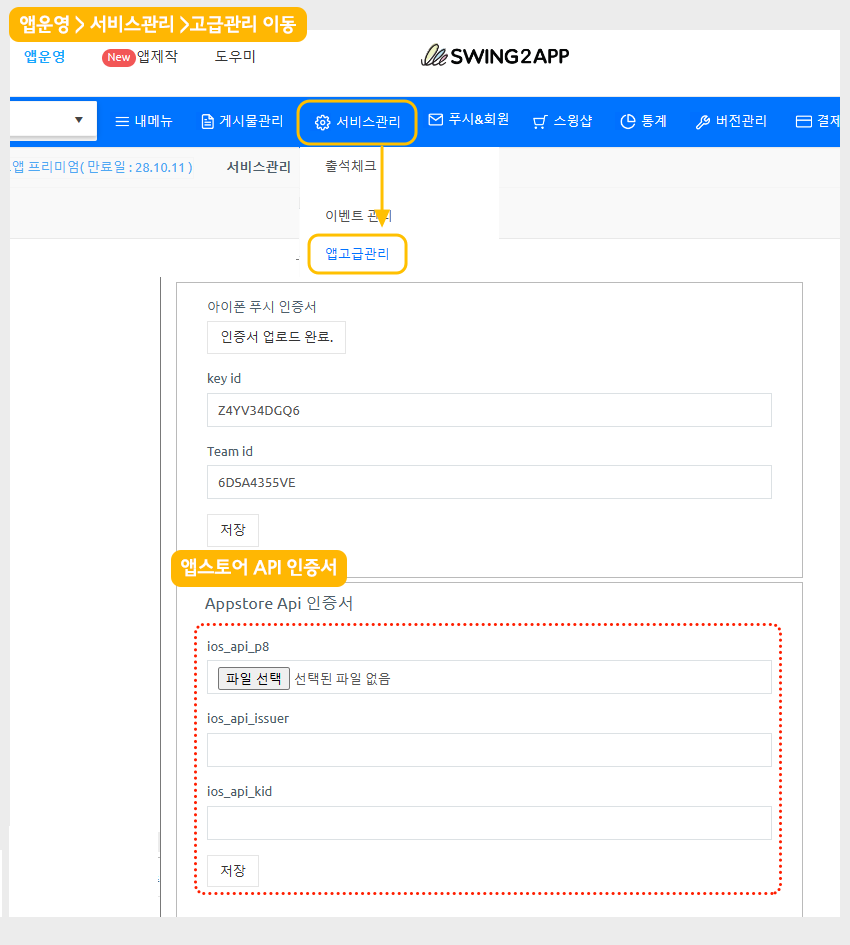 앱운영 > 서비스관리 >고급관리 이동
앱운영 New 앱제작 도우미 SWING2APP
내메뉴 게시물관리 서비스관리 푸시&회원 스윙샵 통계 버전관리 결제
앱 프리미엄( 만료일 : 28.10.11 ) 서비스관리 출석체크
이벤트 관리
앱고급관리
아이폰 푸시 인증서
인증서 업로드 완료.
key id
Z4YV34DGQ6
Team id
6DSA4355VE
저장
앱스토어 API 인증서
Appstore Api 인증서
ios_api_p8
파일 선택 선택된 파일 없음
ios_api_issuer
ios_api_kid
저장